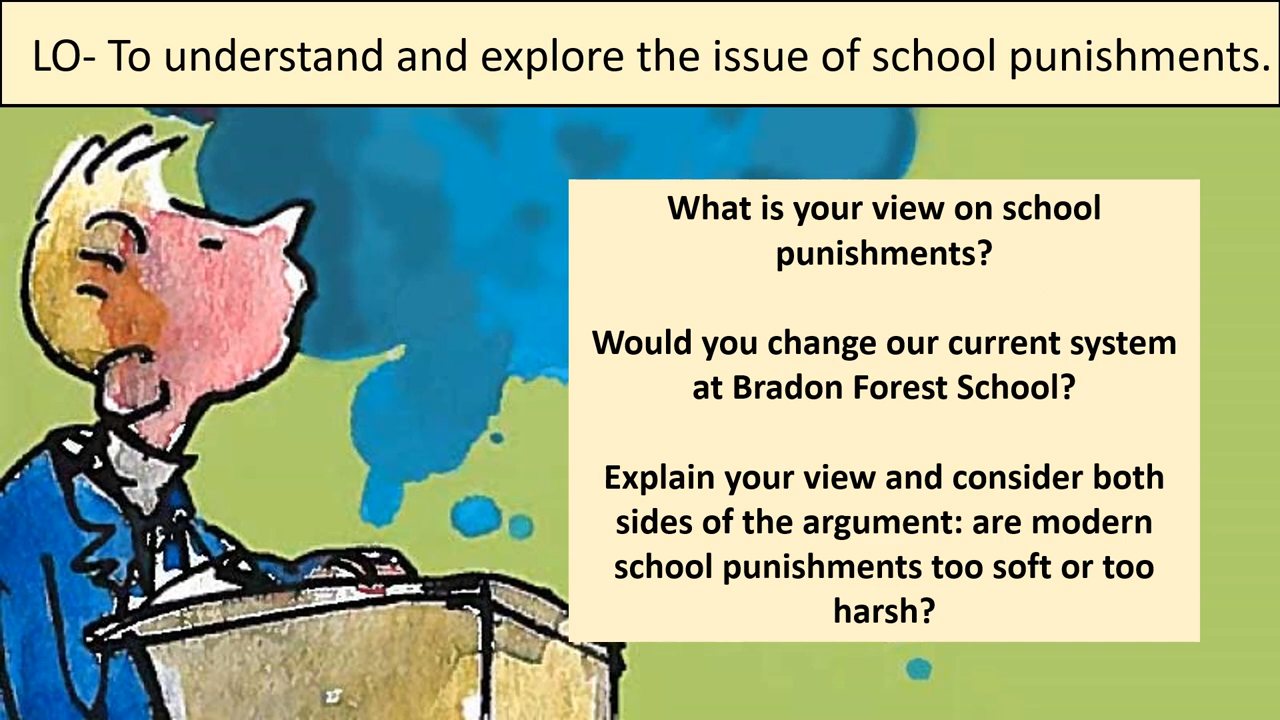 LO- To understand and explore the issue of school punishments.
What is your view on school
punishments?
Would you change our current system
at Bradon Forest School?
Explain your view and consider both
sides of the argument: are modern
school punishments too soft or too
harsh?